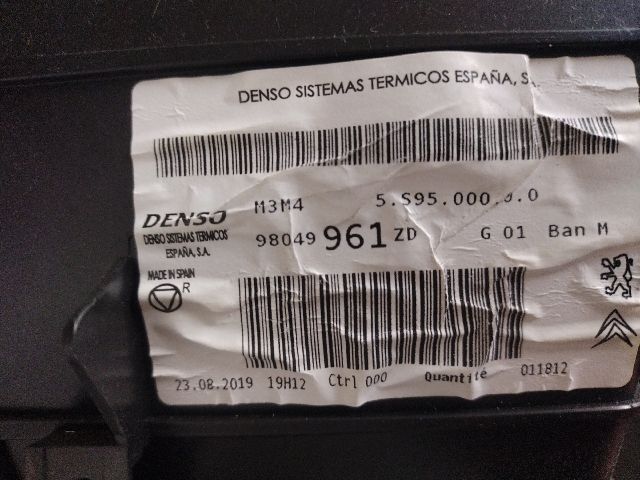 DENSO SISTEMAS TERMICOS ESPAÑA, S.
M3M4 5.S95.000.0.0
DENSO
DENSO SISTEMAS TERMICOS
ESPAÑA, S.A.
98049 961 ZD G 01 Ban M
MADE IN SPAIN
R
23.08.2019 19H12 Ctrl 000 Quantité 011812